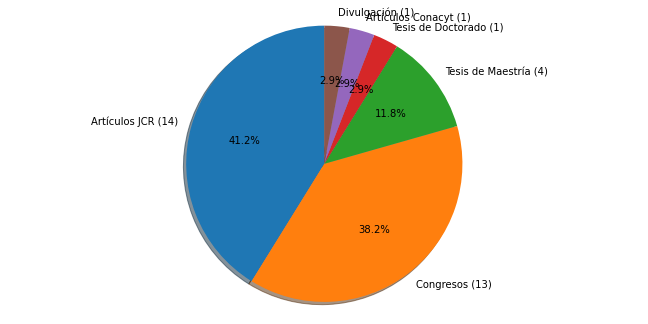 Divulgación (1)
Artículos Conacyt (1)
Tesis de Doctorado (1)
Tesis de Maestría (4)
Artículos JCR (14)
Congresos (13)
2.9%
2.9%
2.9%
11.8%
41.2%
38.2%